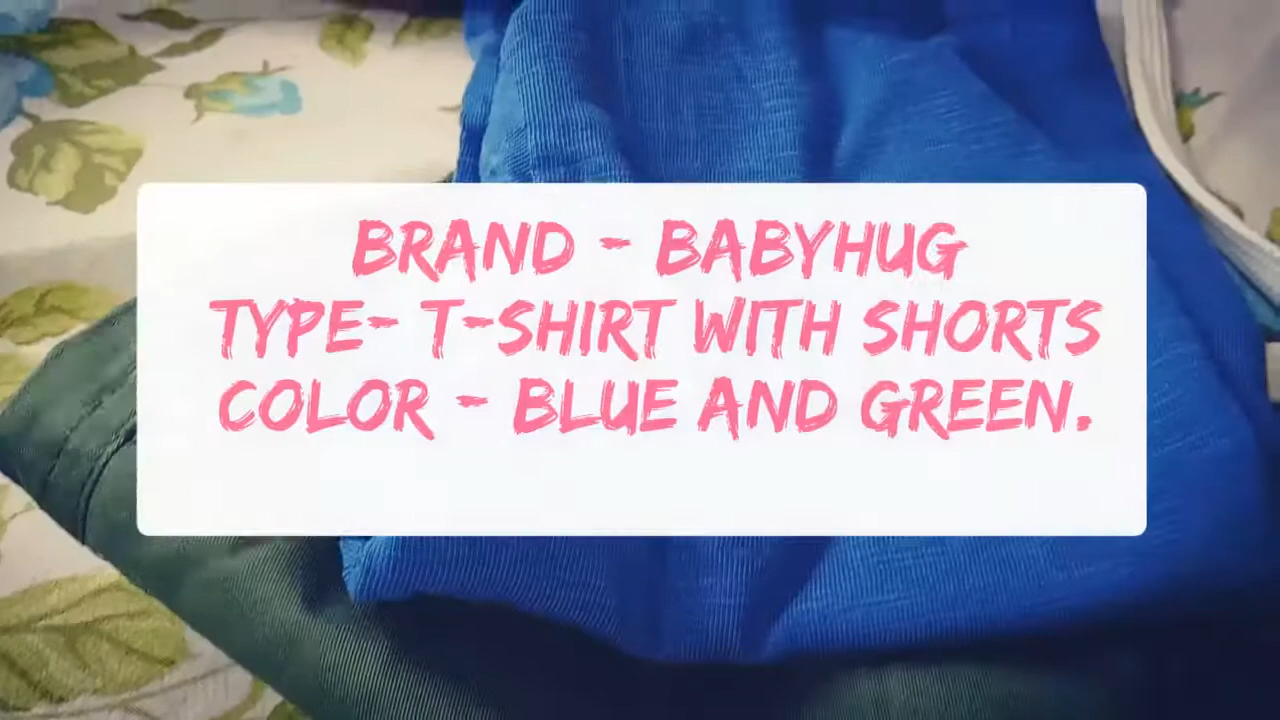 BRAND - BABYHUG
TYPE- T-SHIRT WITH SHORTS
COLOR - BLUE AND GREEN.